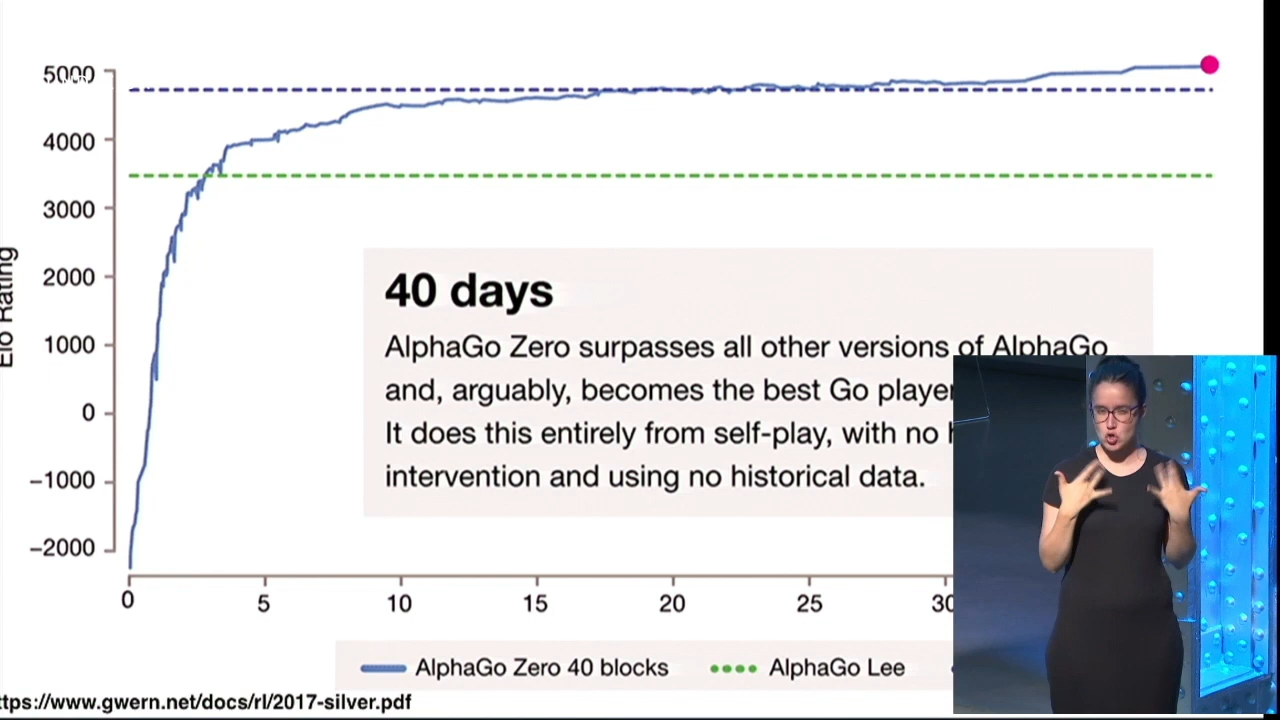 5000
4000
3000
2000
1000
0
−1000
−2000
Elo Rating
40 days
AlphaGo Zero surpasses all other versions of AlphaGo
and, arguably, becomes the best Go player
It does this entirely from self-play, with no
intervention and using no historical data.
0 5 10 15 20 25 30
AlphaGo Zero 40 blocks AlphaGo Lee
ttps://www.gwern.net/docs/rl/2017-silver.pdf